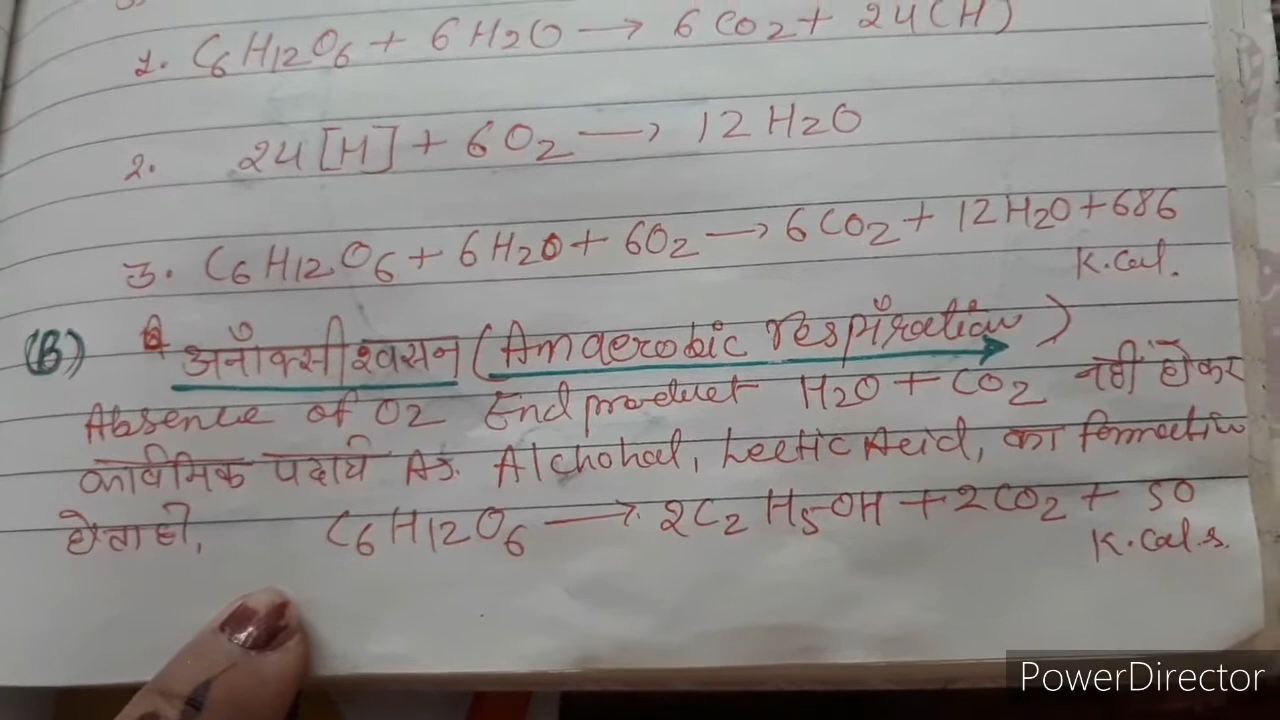 1. C6H12O6 + 6H2O → 6CO2 + 24(H)
2. 24[H] + 6O2 → 12H2O
3. C6H12O6 + 6H2O + 6O2 → 6CO2 + 12H2O + 686
K.Cal.
(B) अनॉक्सी श्वसन (Anaerobic respiration)
Absence of O2 End product H2O + CO2 नहीं होकर
कार्बनिक पदार्थ As. Alchohal, Lectic Acid, का formation
होता है, C6H12O6 → 2C2H5OH + 2CO2 + 50
K.Cals.
PowerDirector